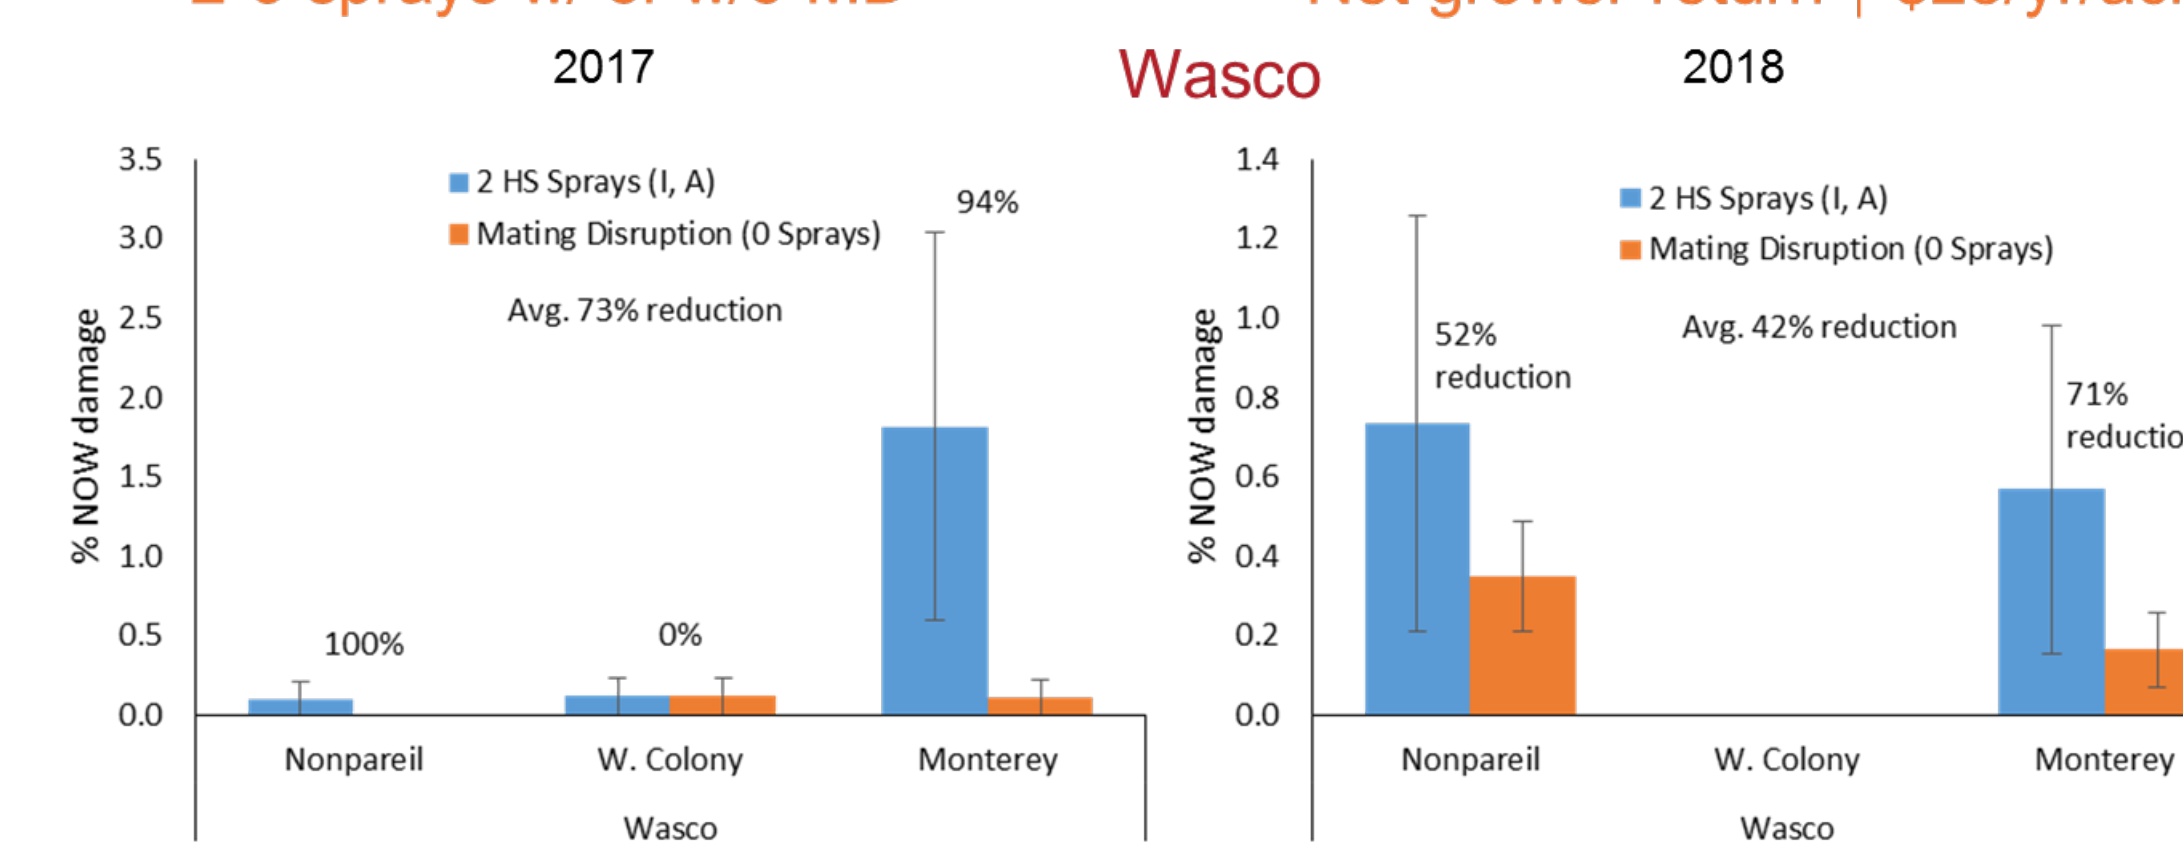 2017
Wasco
2018
3.5
3.0
2.5
2.0
1.5
1.0
0.5
0.0
% NOW damage
2 HS Sprays (I, A)
Mating Disruption (0 Sprays)
Avg. 73% reduction
100%
0%
94%
Nonpareil
W. Colony
Monterey
Wasco
1.4
1.2
1.0
0.8
0.6
0.4
0.2
0.0
% NOW damage
2 HS Sprays (I, A)
Mating Disruption (0 Sprays)
Avg. 42% reduction
52%
reduction
71%
reductio
Nonpareil
W. Colony
Monterey
Wasco